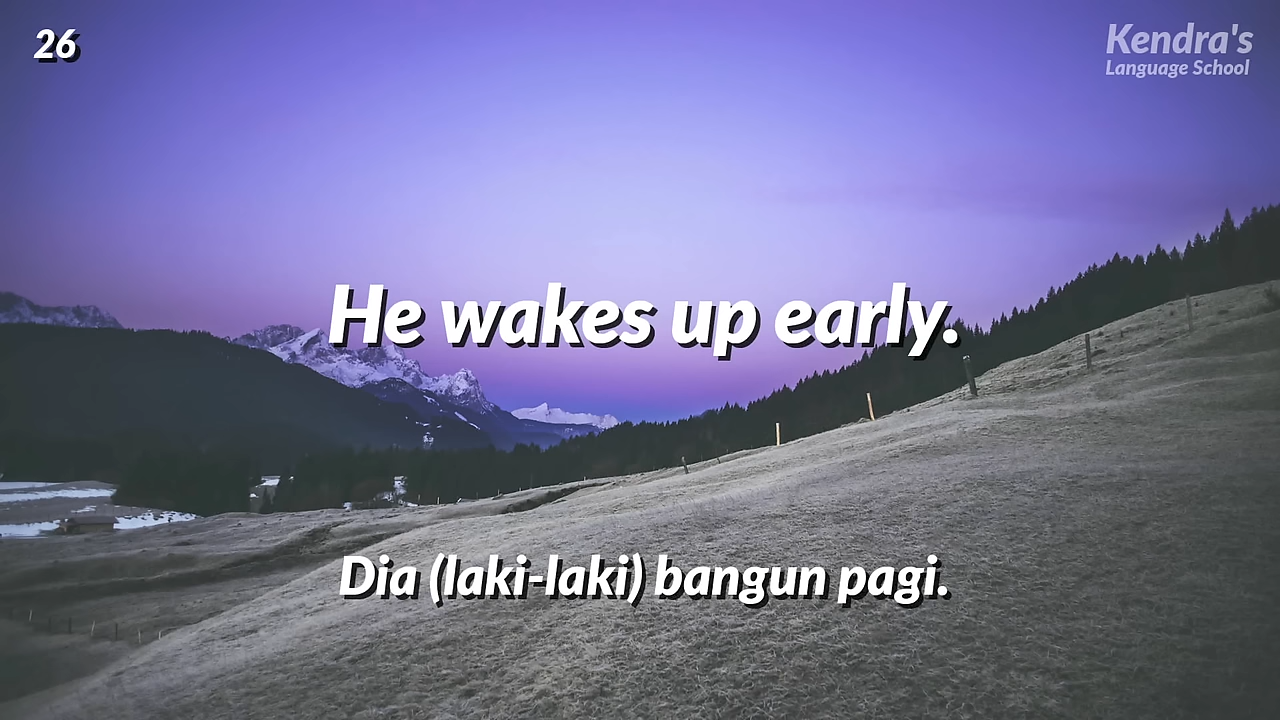 26
Kendra's
Language School
He wakes up early.
Dia (laki-laki) bangun pagi.